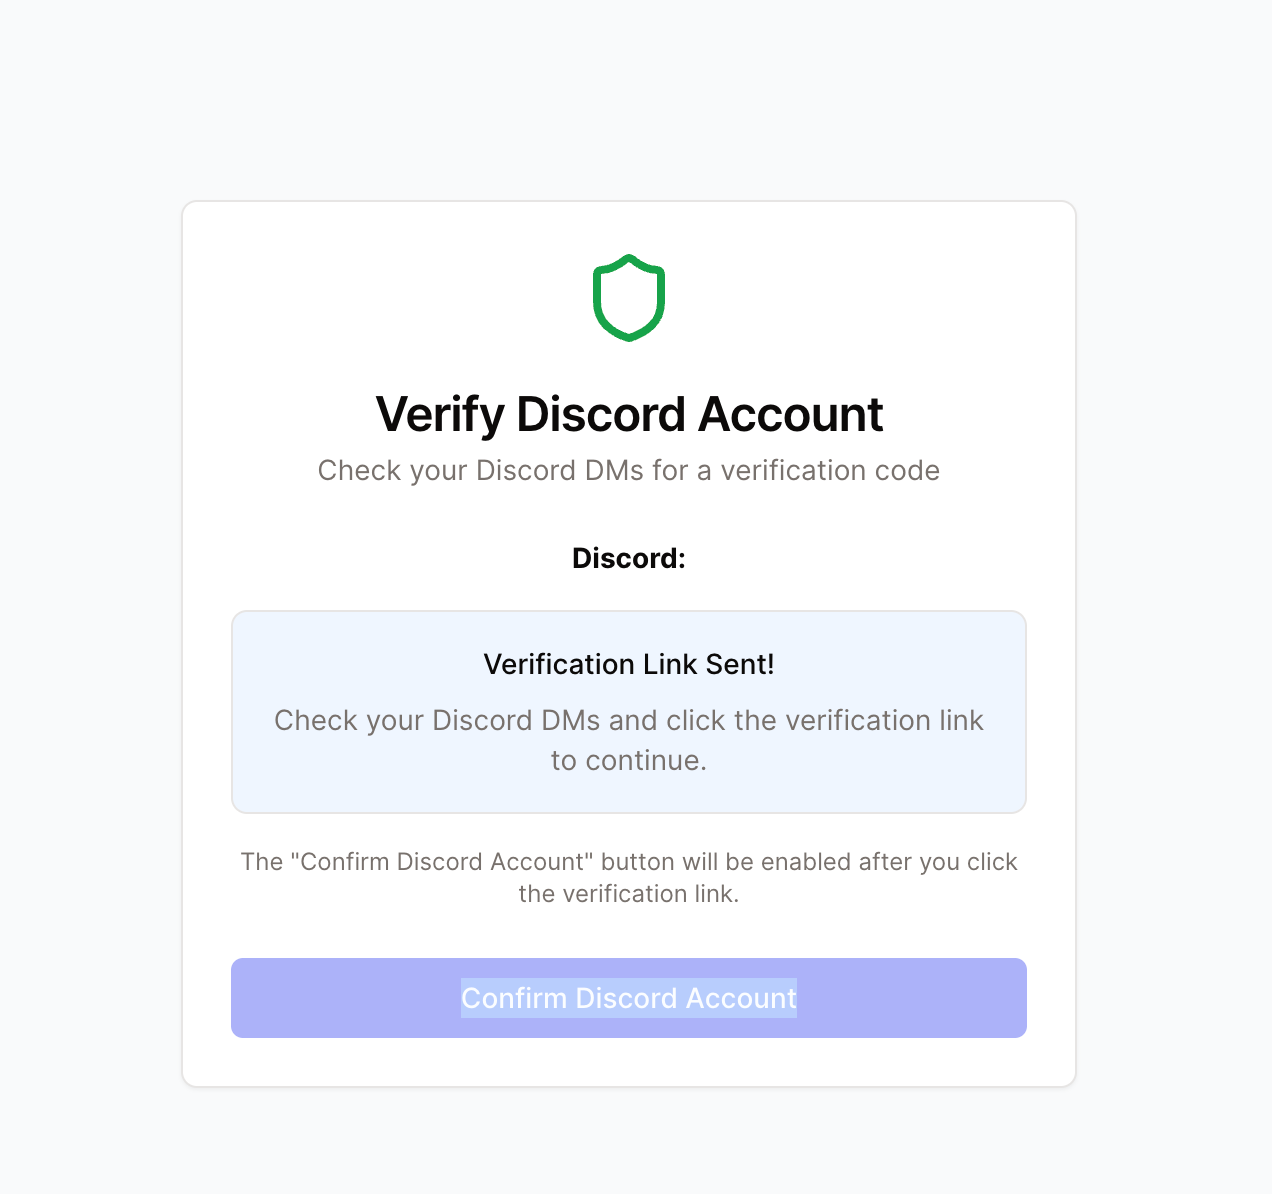 Verify Discord Account
Check your Discord DMs for a verification code
Discord:
Verification Link Sent!
Check your Discord DMs and click the verification link
to continue.
The "Confirm Discord Account" button will be enabled after you click
the verification link.
Confirm Discord Account